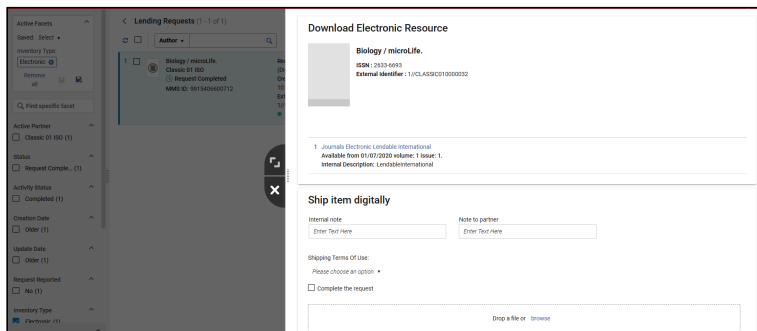 Active Facets
Saved Select
Inventory Type:
Electronic
Remove
all
Find specific facet
Active Partner
Classic 01 ISO (1)
Status
Request Comple... (1)
Activity Status
Completed (1)
Creation Date
Older (1)
Update Date
Older (1)
Request Reported
No (1)
Inventory Type
Electronic (1)
Lending Requests (1 - 1 of 1)
Author
1 Biology / microLife.
Classic 01 ISO
Request Completed
MMS ID: 9915406600712
Download Electronic Resource
Biology / microLife.
ISSN : 2633-6693
External Identifier : 1//CLASSIC010000032
1 Journals Electronic Lendable International
Available from 01/07/2020 volume: 1 issue: 1.
Internal Description: LendableInternational
Ship item digitally
Internal note Note to partner
Enter Text Here Enter Text Here
Shipping Terms Of Use:
Please choose an option
Complete the request
Drop a file or browse